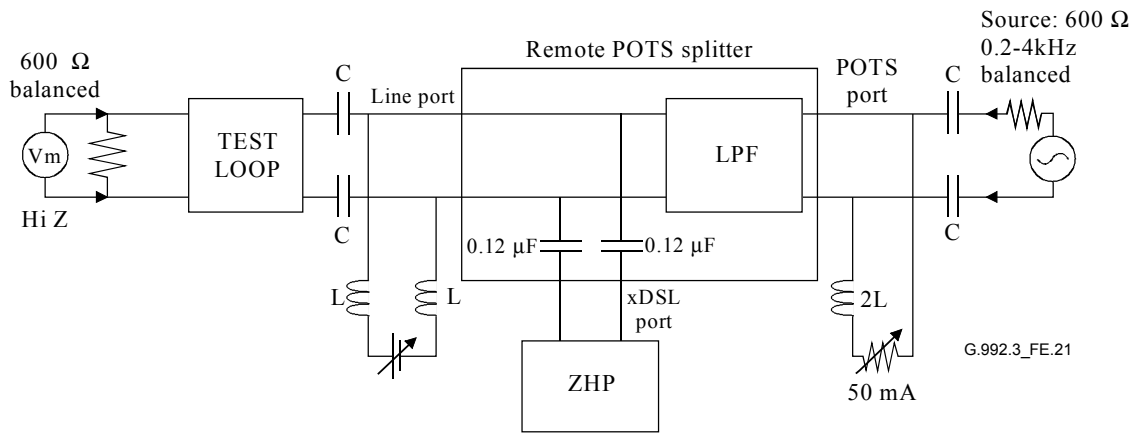 Source: 600 Ω
0.2-4kHz
balanced
600 Ω
balanced
Remote POTS splitter
POTS
port
C
C
Line port
TEST
LOOP
LPF
Vm
Hi Z
C
C
0.12 µF
0.12 µF
L
L
xDSL
port
2L
G.992.3_FE.21
ZHP
50 mA